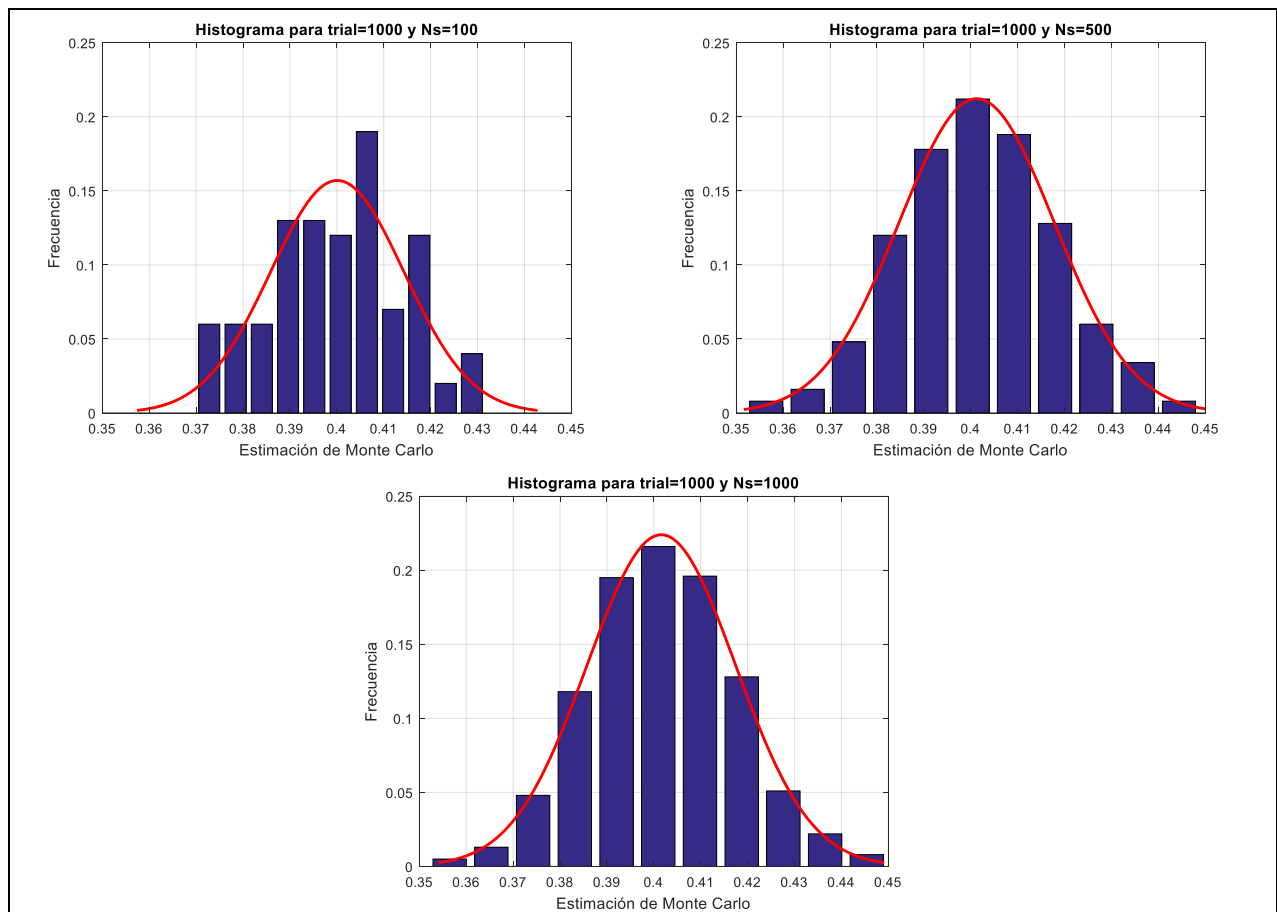 Histograma para trial=1000 y Ns=100
0.25
0.2
0.15
0.1
0.05
0
Frecuencia
0.35 0.36 0.37 0.38 0.39 0.4 0.41 0.42 0.43 0.44 0.45
Estimación de Monte Carlo
Histograma para trial=1000 y Ns=500
0.25
0.2
0.15
0.1
0.05
0
Frecuencia
0.35 0.36 0.37 0.38 0.39 0.4 0.41 0.42 0.43 0.44 0.45
Estimación de Monte Carlo
Histograma para trial=1000 y Ns=1000
0.25
0.2
0.15
0.1
0.05
0
Frecuencia
0.35 0.36 0.37 0.38 0.39 0.4 0.41 0.42 0.43 0.44 0.45
Estimación de Monte Carlo